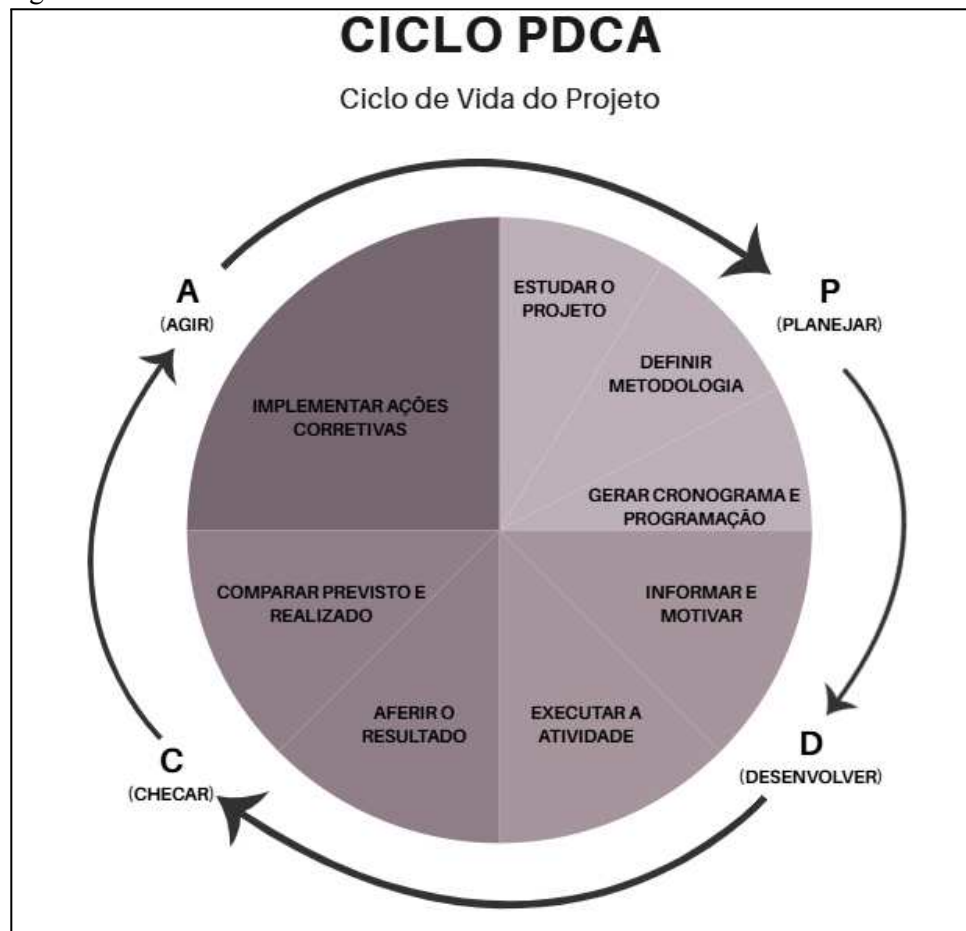 CICLO PDCA
Ciclo de Vida do Projeto
A
(AGIR)
P
(PLANEJAR)
ESTUDAR O
PROJETO
DEFINIR
METODOLOGIA
GERAR CRONOGRAMA E
PROGRAMAÇÃO
INFORMAR E
MOTIVAR
EXECUTAR A
ATIVIDADE
AFERIR O
RESULTADO
COMPARAR PREVISTO E
REALIZADO
IMPLEMENTAR AÇÕES
CORRETIVAS
D
(DESENVOLVER)
C
(CHECAR)